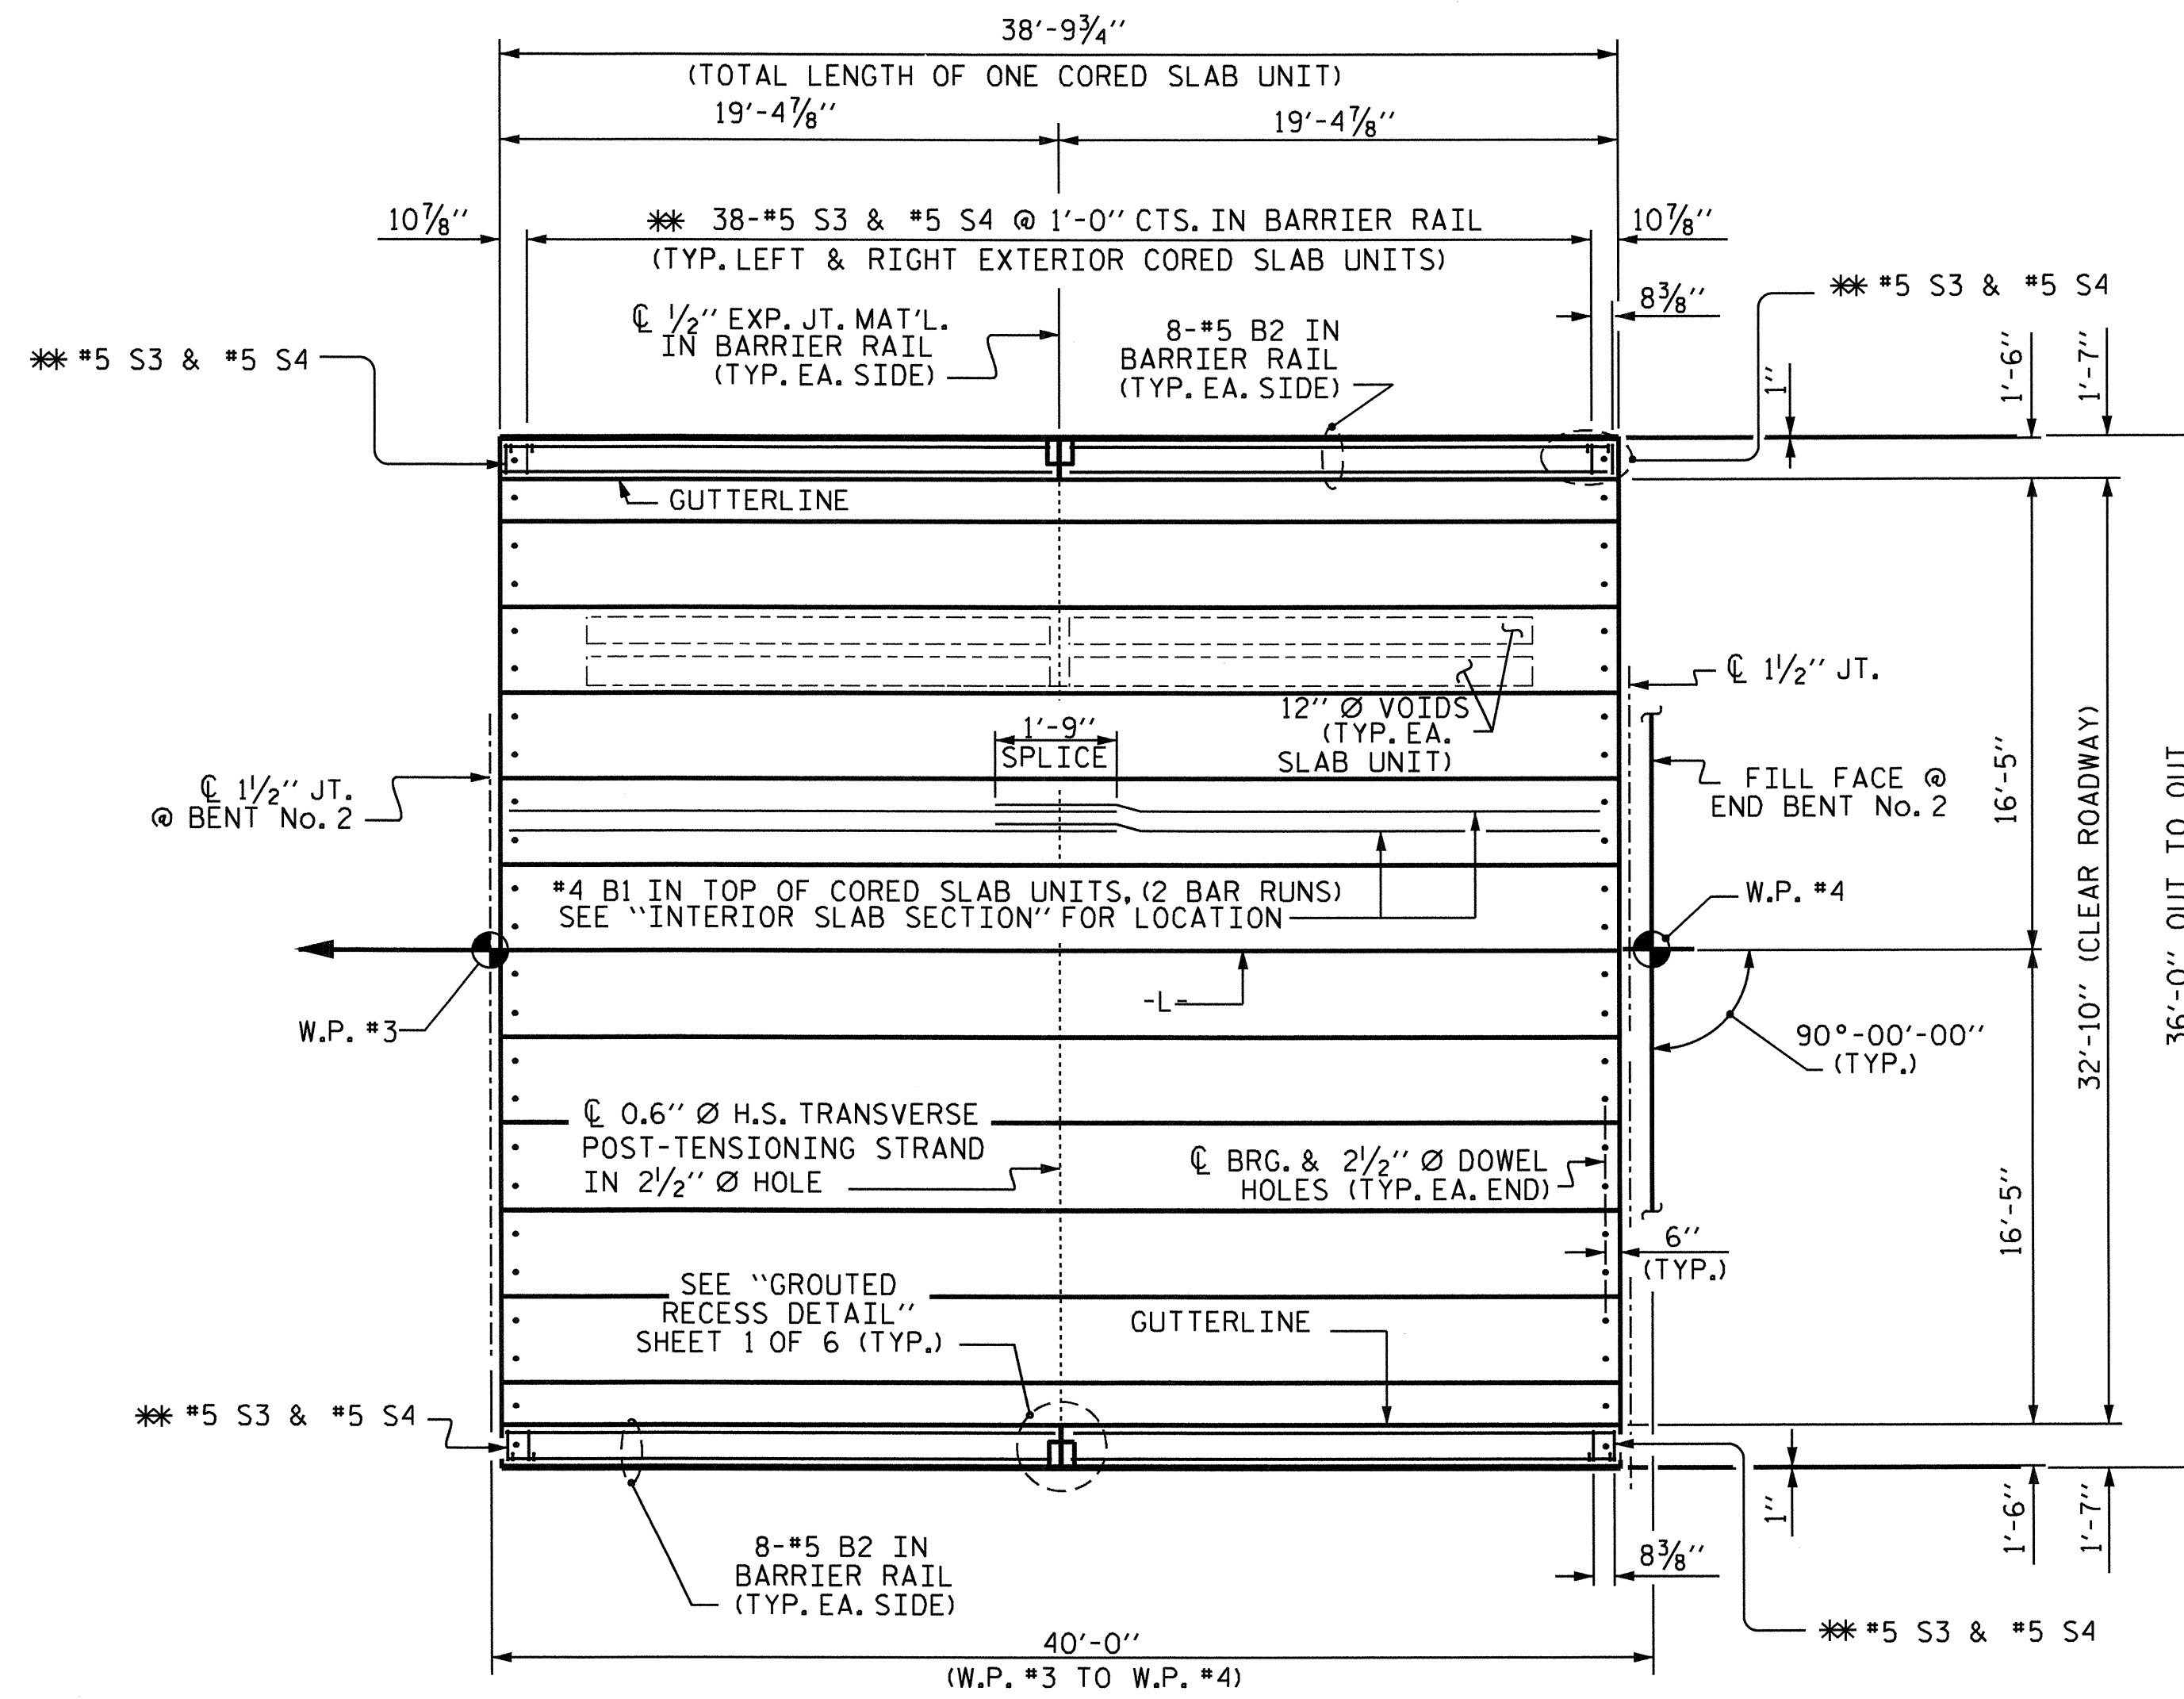 38'-9¾"
(TOTAL LENGTH OF ONE CORED SLAB UNIT)
19'-4⅞"
19'-4⅞"
10⅞"
** 38-#5 S3 & #5 S4 @ 1'-0" CTS. IN BARRIER RAIL
(TYP. LEFT & RIGHT EXTERIOR CORED SLAB UNITS)
10⅞"
8⅜"
** #5 S3 & #5 S4
℄ ½" EXP. JT. MAT'L.
IN BARRIER RAIL
(TYP. EA. SIDE)
8-#5 B2 IN
BARRIER RAIL
(TYP. EA. SIDE)
** #5 S3 & #5 S4
1"
1'-6"
1'-7"
GUTTERLINE
12" Ø VOIDS
(TYP. EA.
SLAB UNIT)
1'-9"
SPLICE
℄ 1½" JT.
℄ 1½" JT.
@ BENT No. 2
FILL FACE @
END BENT No. 2
16'-5"
32'-10" (CLEAR ROADWAY)
36'-0" OUT TO OUT
#4 B1 IN TOP OF CORED SLAB UNITS, (2 BAR RUNS)
SEE "INTERIOR SLAB SECTION" FOR LOCATION
W.P. #4
-L-
W.P. #3
90°-00'-00"
(TYP.)
℄ 0.6" Ø H.S. TRANSVERSE
POST-TENSIONING STRAND
IN 2½" Ø HOLE
℄ BRG. & 2½" Ø DOWEL
HOLES (TYP. EA. END)
16'-5"
6"
(TYP.)
SEE "GROUTED
RECESS DETAIL"
SHEET 1 OF 6 (TYP.)
GUTTERLINE
** #5 S3 & #5 S4
1"
1'-6"
1'-7"
8-#5 B2 IN
BARRIER RAIL
(TYP. EA. SIDE)
8⅜"
** #5 S3 & #5 S4
40'-0"
(W.P. #3 TO W.P. #4)